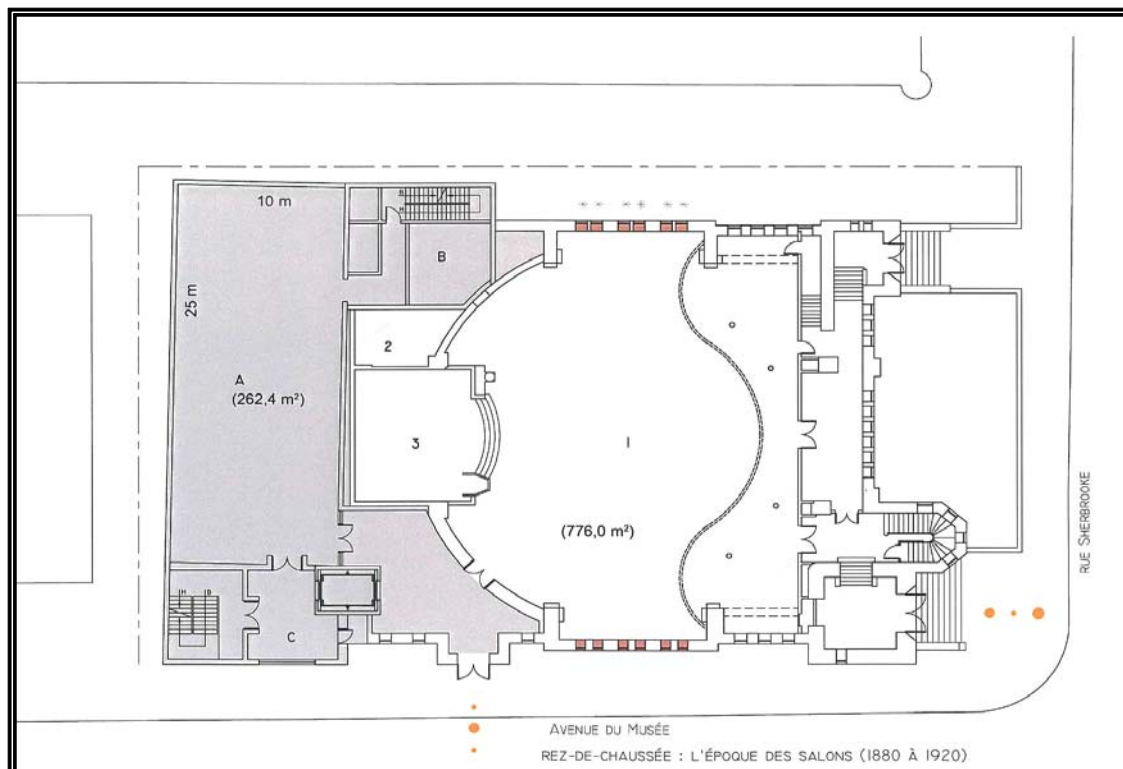 10 m
B
25 m
2
A
(262,4 m²)
3
1
RUE SHERBROOKE
(776,0 m²)
H B
C
AVENUE DU MUSÉE
REZ-DE-CHAUSSÉE : L'ÉPOQUE DES SALONS (1880 À 1920)